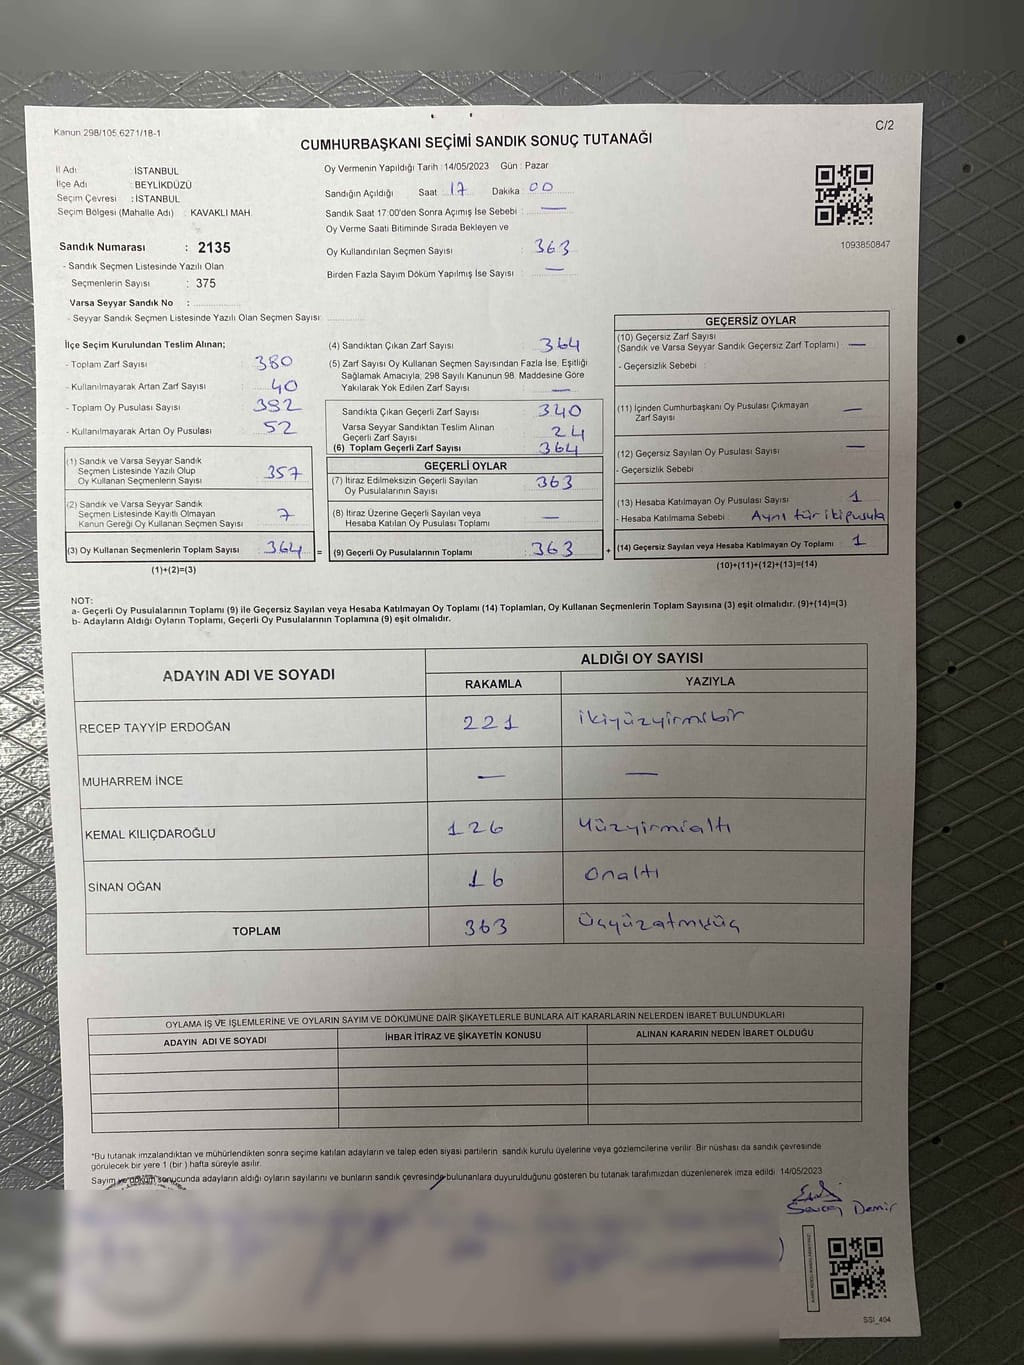 Kanun 298/105,6271/18-1
C/2
CUMHURBAŞKANI SEÇİMİ SANDIK SONUÇ TUTANAĞI
İl Adı : İSTANBUL
İlçe Adı : BEYLİKDÜZÜ
Seçim Çevresi : İSTANBUL
Seçim Bölgesi (Mahalle Adı) : KAVAKLI MAH.
Sandık Numarası : 2135
- Sandık Seçmen Listesinde Yazılı Olan
Seçmenlerin Sayısı : 375
Varsa Seyyar Sandık No :
- Seyyar Sandık Seçmen Listesinde Yazılı Olan Seçmen Sayısı:
Oy Vermenin Yapıldığı Tarih : 14/05/2023 Gün : Pazar
Sandığın Açıldığı Saat 17 Dakika 00
Sandık Saat 17:00'den Sonra Açımış İse Sebebi : —
Oy Verme Saati Bitiminde Sırada Bekleyen ve
Oy Kullandırılan Seçmen Sayısı : 363
Birden Fazla Sayım Döküm Yapılmış İse Sayısı : —
1093850847
İlçe Seçim Kurulundan Teslim Alınan;
- Toplam Zarf Sayısı : 380
- Kullanılmayarak Artan Zarf Sayısı : 40
- Toplam Oy Pusulası Sayısı : 392
- Kullanılmayarak Artan Oy Pusulası : 52
(1) Sandık ve Varsa Seyyar Sandık
Seçmen Listesinde Yazılı Olup
Oy Kullanan Seçmenlerin Sayısı : 357
(2) Sandık ve Varsa Seyyar Sandık
Seçmen Listesinde Kayıtlı Olmayan
Kanun Gereği Oy Kullanan Seçmen Sayısı : 7
(3) Oy Kullanan Seçmenlerin Toplam Sayısı : 364 =
(1)+(2)=(3)
(4) Sandıktan Çıkan Zarf Sayısı : 364
(5) Zarf Sayısı Oy Kullanan Seçmen Sayısından Fazla İse, Eşitliği
Sağlamak Amacıyla, 298 Sayılı Kanunun 98. Maddesine Göre
Yakılarak Yok Edilen Zarf Sayısı : —
Sandıkta Çıkan Geçerli Zarf Sayısı : 340
Varsa Seyyar Sandıktan Teslim Alınan
Geçerli Zarf Sayısı : 24
(6) Toplam Geçerli Zarf Sayısı : 364
GEÇERLİ OYLAR
(7) İtiraz Edilmeksizin Geçerli Sayılan
Oy Pusulalarının Sayısı : 363
(8) İtiraz Üzerine Geçerli Sayılan veya
Hesaba Katılan Oy Pusulası Toplamı : —
(9) Geçerli Oy Pusulalarının Toplamı : 363 +
GEÇERSİZ OYLAR
(10) Geçersiz Zarf Sayısı
(Sandık ve Varsa Seyyar Sandık Geçersiz Zarf Toplamı) —
- Geçersizlik Sebebi :
(11) İçinden Cumhurbaşkanı Oy Pusulası Çıkmayan
Zarf Sayısı : —
(12) Geçersiz Sayılan Oy Pusulası Sayısı : —
- Geçersizlik Sebebi :
(13) Hesaba Katılmayan Oy Pusulası Sayısı : 1
- Hesaba Katılmama Sebebi : Aynı tür iki pusula
(14) Geçersiz Sayılan veya Hesaba Katılmayan Oy Toplamı : 1
(10)+(11)+(12)+(13)=(14)
NOT:
a- Geçerli Oy Pusulalarının Toplamı (9) ile Geçersiz Sayılan veya Hesaba Katılmayan Oy Toplamı (14) Toplamları, Oy Kullanan Seçmenlerin Toplam Sayısına (3) eşit olmalıdır. (9)+(14)=(3)
b- Adayların Aldığı Oyların Toplamı, Geçerli Oy Pusulalarının Toplamına (9) eşit olmalıdır.
ADAYIN ADI VE SOYADI
ALDIĞI OY SAYISI
RAKAMLA YAZIYLA
RECEP TAYYİP ERDOĞAN 221 ikiyüzyirmibir
MUHARREM İNCE — —
KEMAL KILIÇDAROĞLU 126 Yüzyirmialtı
SİNAN OĞAN 16 Onaltı
TOPLAM 363 Üçyüzatmışüç
OYLAMA İŞ VE İŞLEMLERİNE VE OYLARIN SAYIM VE DÖKÜMÜNE DAİR ŞİKAYETLERLE BUNLARA AİT KARARLARIN NELERDEN İBARET BULUNDUKLARI
ADAYIN ADI VE SOYADI İHBAR İTİRAZ VE ŞİKAYETİN KONUSU ALINAN KARARIN NEDEN İBARET OLDUĞU
*Bu tutanak imzalandıktan ve mühürlendikten sonra seçime katılan adayların ve talep eden siyasi partilerin sandık kurulu üyelerine veya gözlemcilerine verilir. Bir nüshası da sandık çevresinde
görülecek bir yere 1 (bir ) hafta süreyle asılır.
Sayım ve döküm sonucunda adayların aldığı oyların sayılarını ve bunların sandık çevresinde bulunanlara duyurulduğunu gösteren bu tutanak tarafımızdan düzenlenerek imza edildi. 14/05/2023
Demir
SSI_404